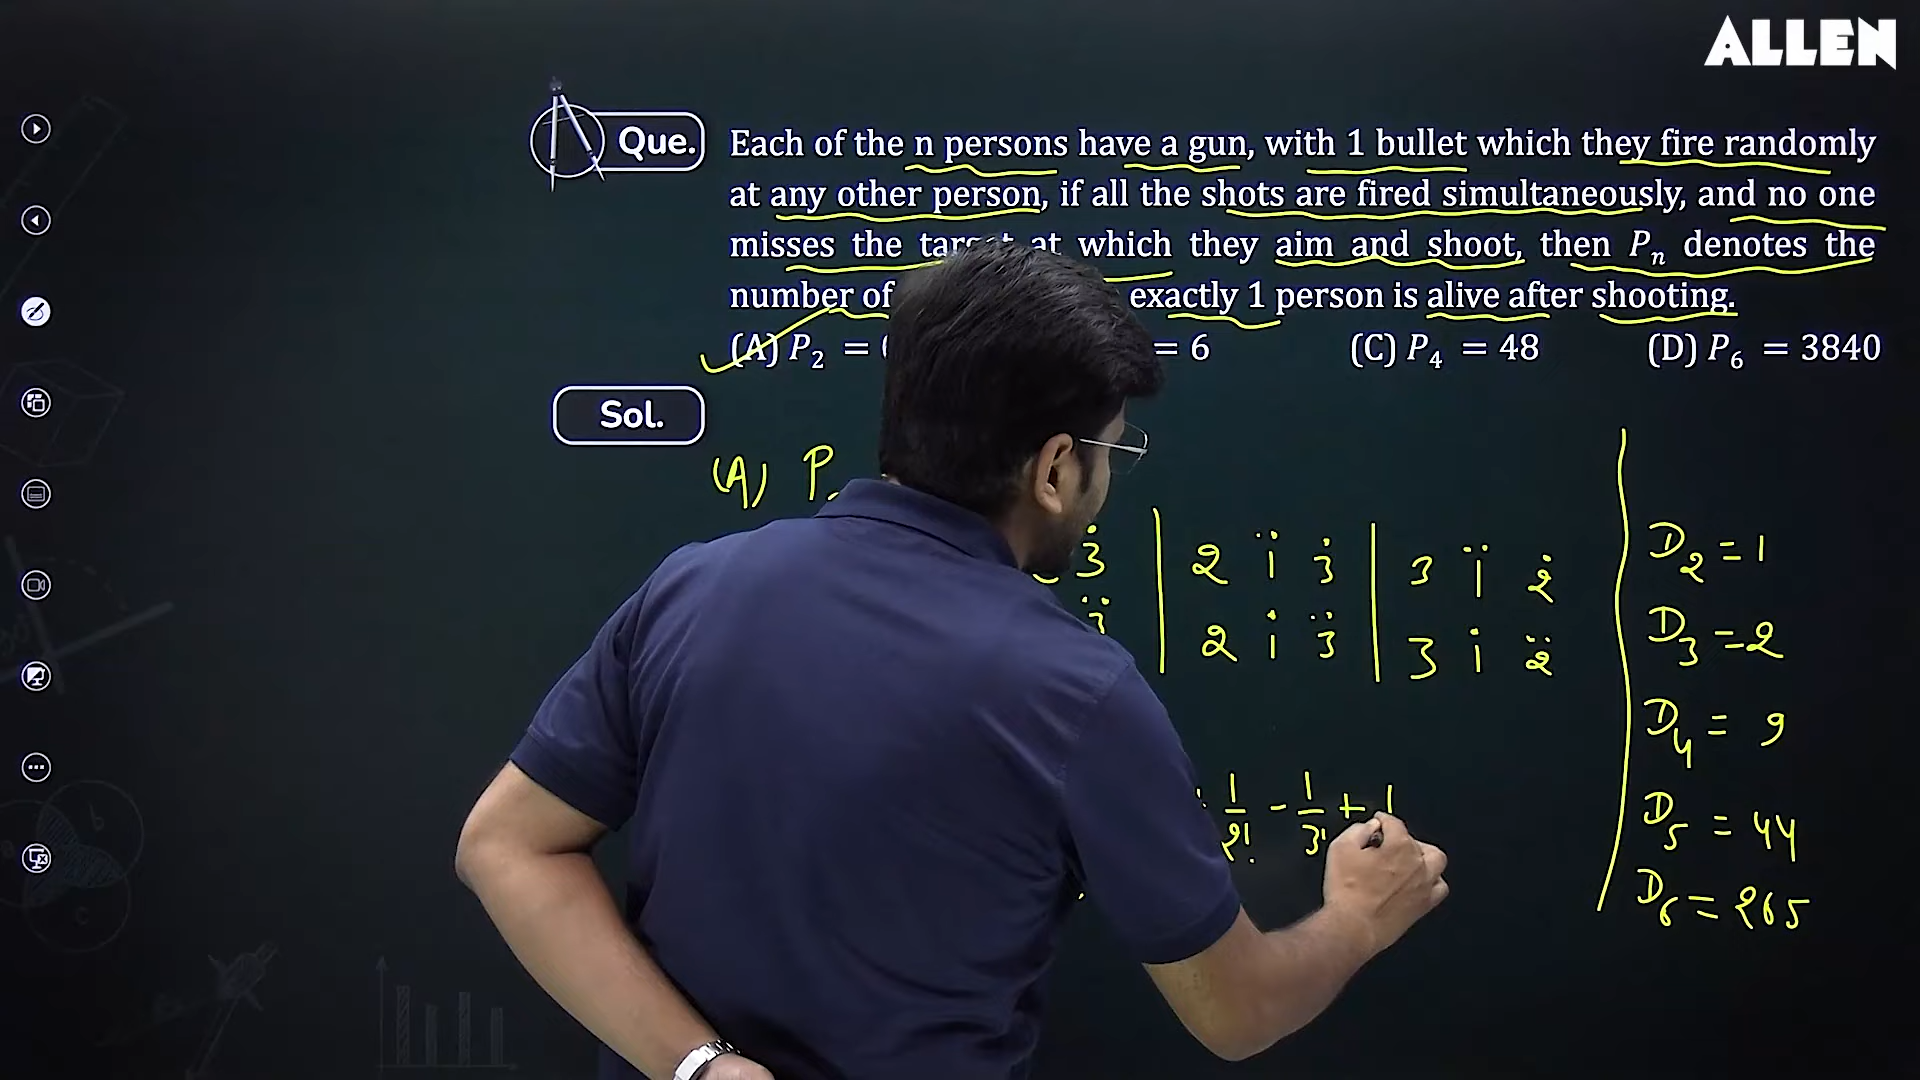 ALLEN
Que.
Each of the n persons have a gun, with 1 bullet which they fire randomly
at any other person, if all the shots are fired simultaneously, and no one
misses the target at which they aim and shoot, then Pₙ denotes the
number of exactly 1 person is alive after shooting.
(A) P₂ = = 6 (C) P₄ = 48 (D) P₆ = 3840
Sol.
(A) P
3 | 2 1 3 | 3 1 2
3 | 2 1 3 | 3 1 2
D₂ = 1
D₃ = 2
D₄ = 9
1/2! - 1/3! + 1
D₅ = 44
D₆ = 265